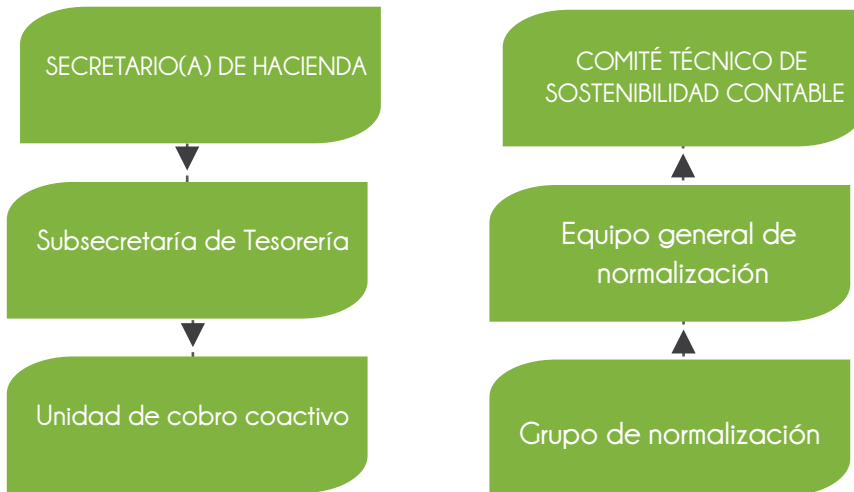 SECRETARIO(A) DE HACIENDA
Subsecretaría de Tesorería
Unidad de cobro coactivo
COMITÉ TÉCNICO DE
SOSTENIBILIDAD CONTABLE
Equipo general de
normalización
Grupo de normalización